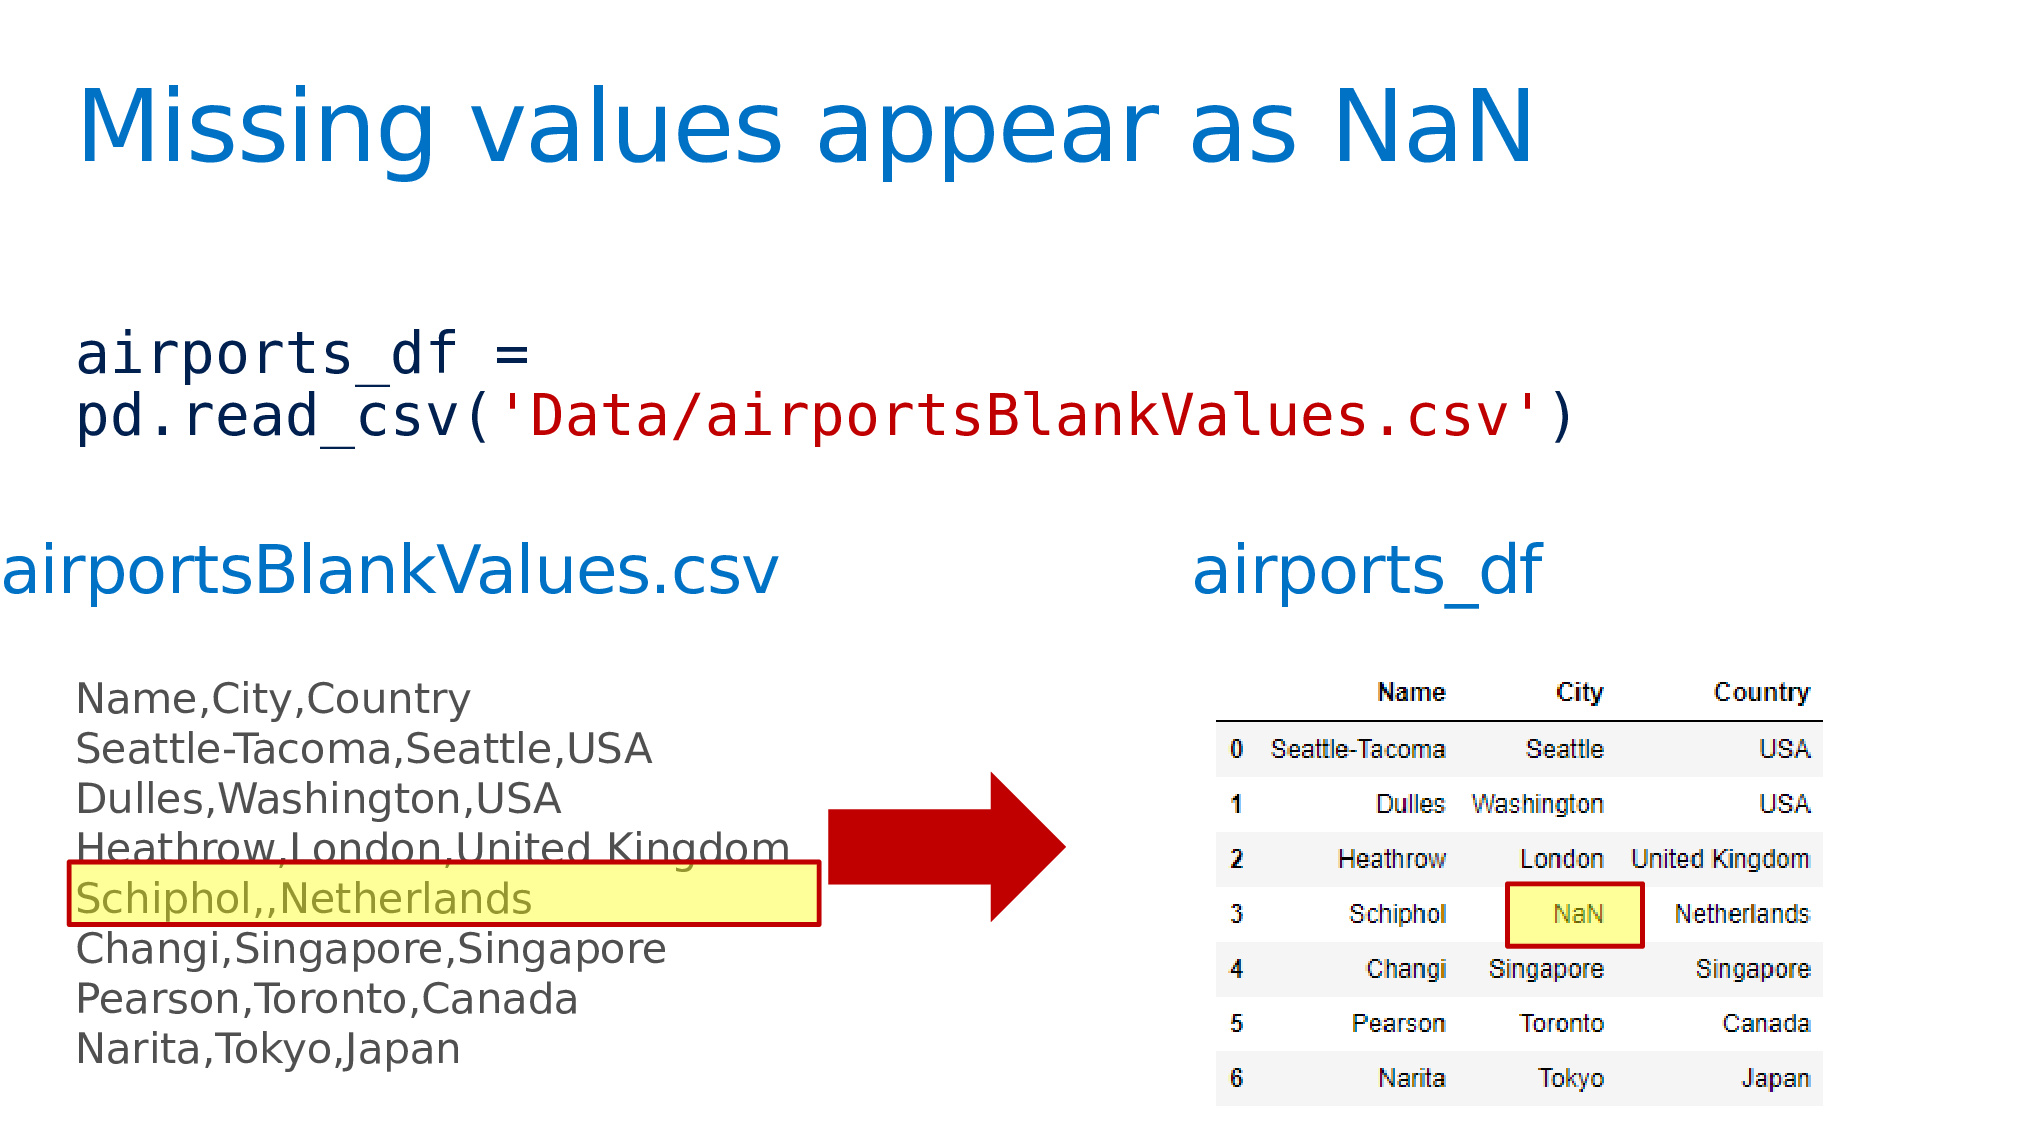 Missing values appear as NaN
airports_df =
pd.read_csv('Data/airportsBlankValues.csv')
airportsBlankValues.csv
Name,City,Country
Seattle-Tacoma,Seattle,USA
Dulles,Washington,USA
Heathrow,London,United Kingdom
Schiphol,,Netherlands
Changi,Singapore,Singapore
Pearson,Toronto,Canada
Narita,Tokyo,Japan
airports_df
Name City Country
0 Seattle-Tacoma Seattle USA
1 Dulles Washington USA
2 Heathrow London United Kingdom
3 Schiphol NaN Netherlands
4 Changi Singapore Singapore
5 Pearson Toronto Canada
6 Narita Tokyo Japan